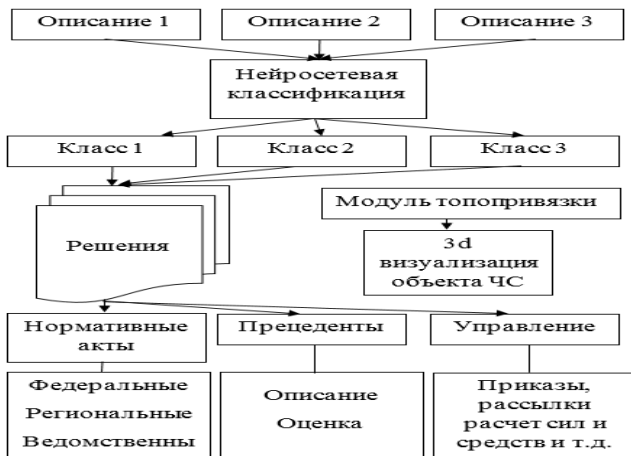 Описание 1
Описание 2
Описание 3
Нейросетевая
классификация
Класс 1
Класс 2
Класс 3
Решения
Модуль топопривязки
3d
визуализация
объекта ЧС
Нормативные
акты
Прецеденты
Управление
Федеральные
Региональные
Ведомственны
Описание
Оценка
Приказы,
рассылки
расчет сил и
средств и т.д.